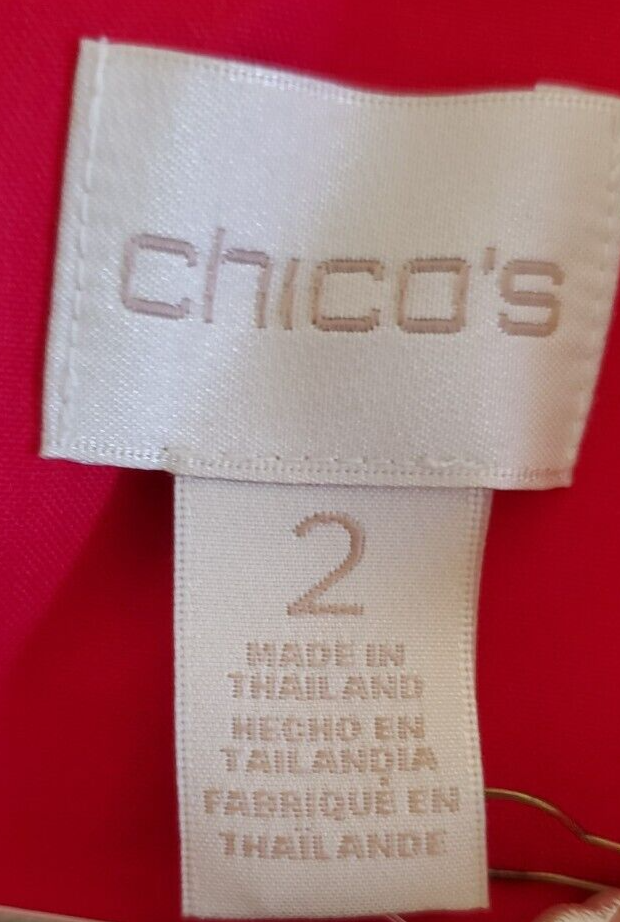 chico's
2
MADE IN
THAILAND
HECHO EN
TAILANDIA
FABRIQUÉ EN
THAÏLANDE